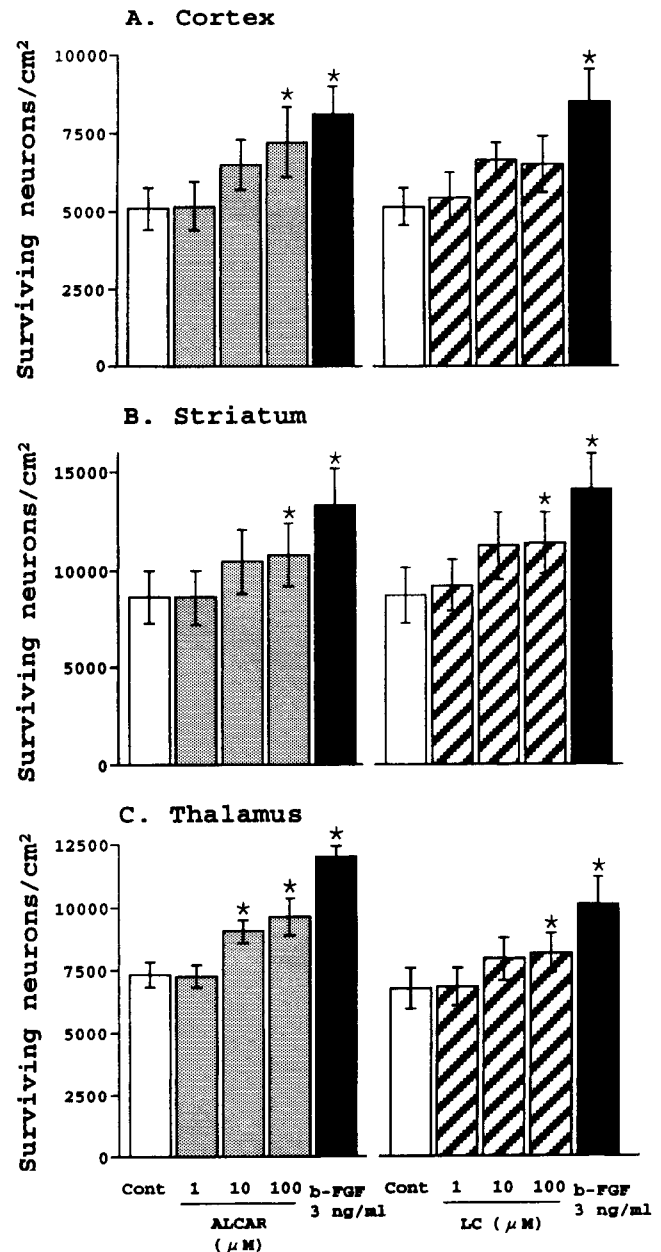 A. Cortex
Surviving neurons/cm²
10000
7500
5000
2500
0
* * *
B. Striatum
Surviving neurons/cm²
15000
10000
5000
0
* * * *
C. Thalamus
Surviving neurons/cm²
12500
10000
7500
5000
2500
0
* * * * *
Cont 1 10 100 b-FGF 3 ng/ml
ALCAR
(μM)
Cont 1 10 100 b-FGF 3 ng/ml
LC (μM)